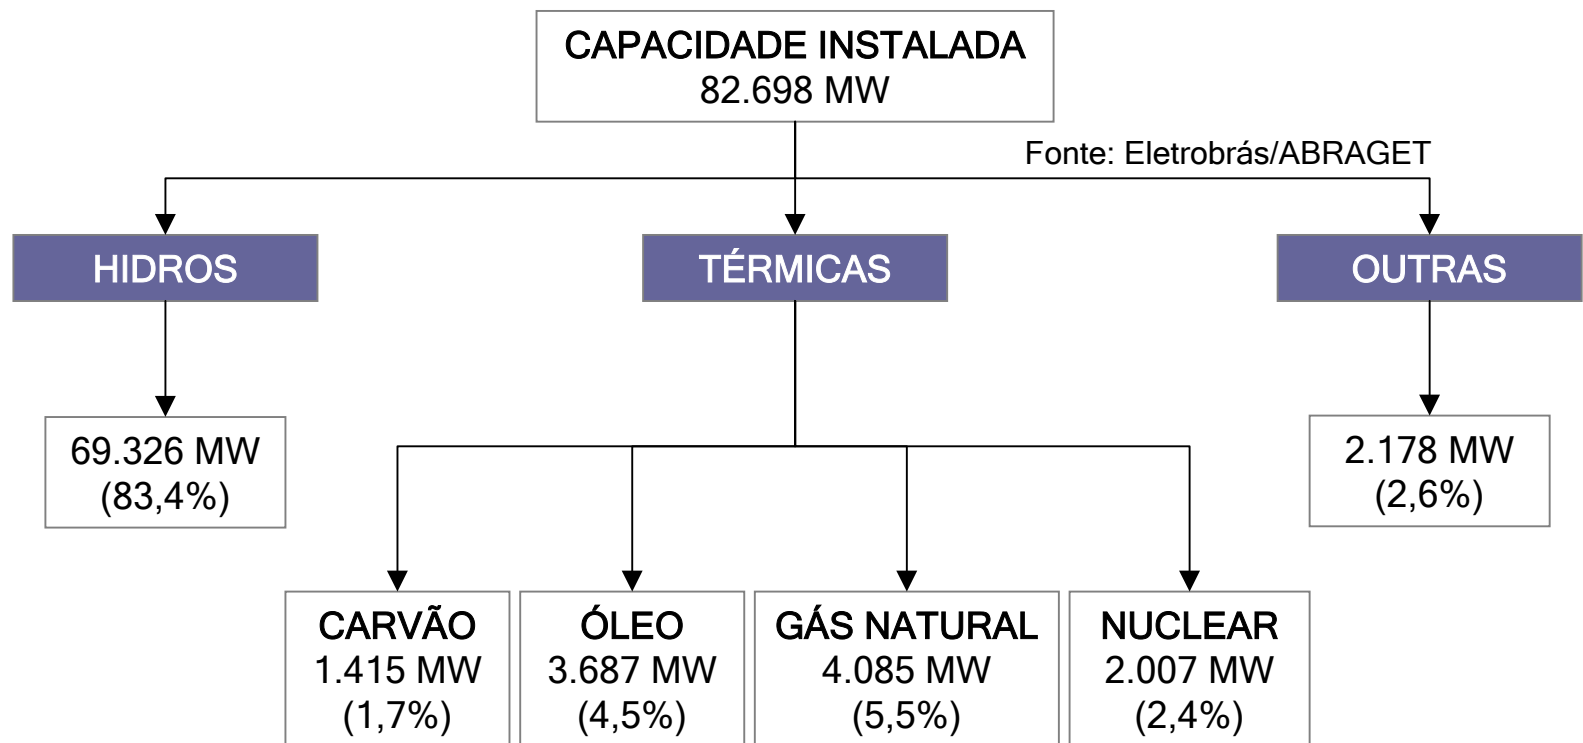 CAPACIDADE INSTALADA
82.698 MW
Fonte: Eletrobrás/ABRAGET
HIDROS
TÉRMICAS
OUTRAS
69.326 MW
(83,4%)
2.178 MW
(2,6%)
CARVÃO
1.415 MW
(1,7%)
ÓLEO
3.687 MW
(4,5%)
GÁS NATURAL
4.085 MW
(5,5%)
NUCLEAR
2.007 MW
(2,4%)